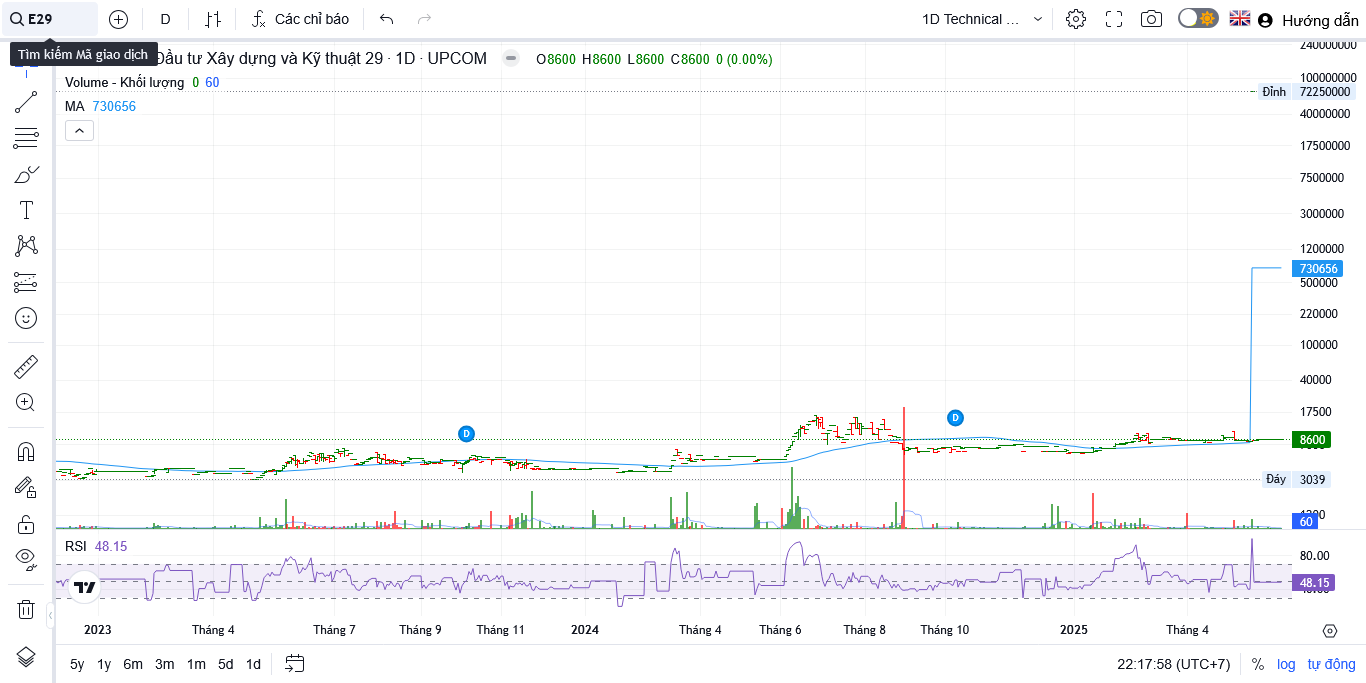 E29
D
Các chỉ báo
1D Technical ...
Hướng dẫn
Tìm kiếm Mã giao dịch
Đầu tư Xây dựng và Kỹ thuật 29 · 1D · UPCOM
O8600 H8600 L8600 C8600 0 (0.00%)
Volume - Khối lượng 0 60
MA 730656
240000000
100000000
Đỉnh 72250000
40000000
17500000
7500000
3000000
1200000
730656
500000
220000
100000
40000
17500
8600
Đáy 3039
60
D
D
RSI 48.15
80.00
48.15
2023
Tháng 4
Tháng 7
Tháng 9
Tháng 11
2024
Tháng 4
Tháng 6
Tháng 8
Tháng 10
2025
Tháng 4
5y 1y 6m 3m 1m 5d 1d
22:17:58 (UTC+7)
% log tự động